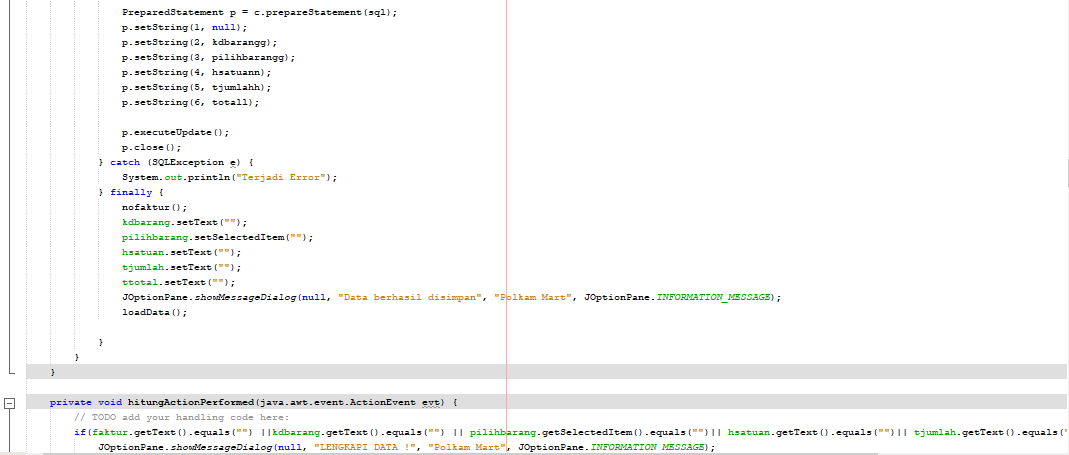 PreparedStatement p = c.prepareStatement(sql);
p.setString(1, null);
p.setString(2, kdbarangg);
p.setString(3, pilihbarangg);
p.setString(4, hsatuann);
p.setString(5, tjumlahh);
p.setString(6, totall);
p.executeUpdate();
p.close();
} catch (SQLException e) {
System.out.println("Terjadi Error");
} finally {
nofaktur();
kdbarang.setText("");
pilihbarang.setSelectedItem("");
hsatuan.setText("");
tjumlah.setText("");
ttotal.setText("");
JOptionPane.showMessageDialog(null, "Data berhasil disimpan", "Polkam Mart", JOptionPane.INFORMATION_MESSAGE);
loadData();
}
}
}
private void hitungActionPerformed(java.awt.event.ActionEvent evt) {
// TODO add your handling code here:
if(faktur.getText().equals("") ||kdbarang.getText().equals("") || pilihbarang.getSelectedItem().equals("")|| hsatuan.getText().equals("")|| tjumlah.getText().equals("
JOptionPane.showMessageDialog(null, "LENGKAPI DATA !", "Polkam Mart", JOptionPane.INFORMATION_MESSAGE);